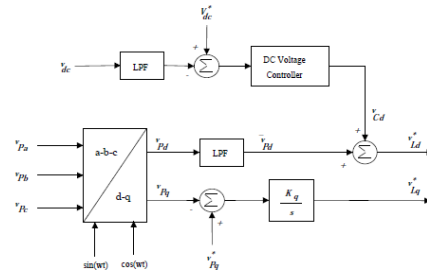 V*dc
+
vdc
LPF
-
Σ
DC Voltage
Controller
vCd
+
vPa
vPb
vPc
a-b-c
d-q
vPd
LPF
v̄Pd
+
Σ
v*Ld
vPq
-
Σ
+
Kq
s
v*Lq
sin(wt)
cos(wt)
v*Pq